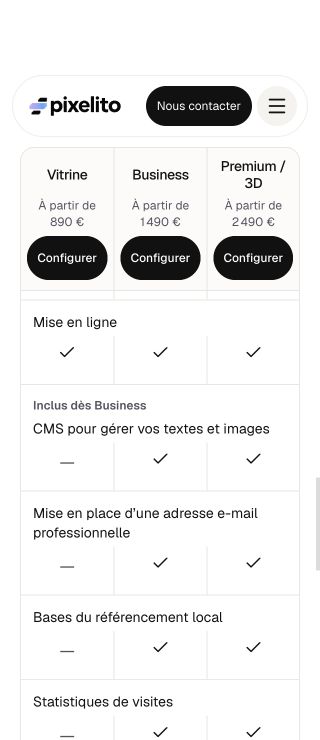 pixelito
Nous contacter
Vitrine
À partir de
890 €
Configurer
Business
À partir de
1 490 €
Configurer
Premium /
3D
À partir de
2 490 €
Configurer
Mise en ligne
Inclus dès Business
CMS pour gérer vos textes et images
Mise en place d’une adresse e-mail
professionnelle
Bases du référencement local
Statistiques de visites